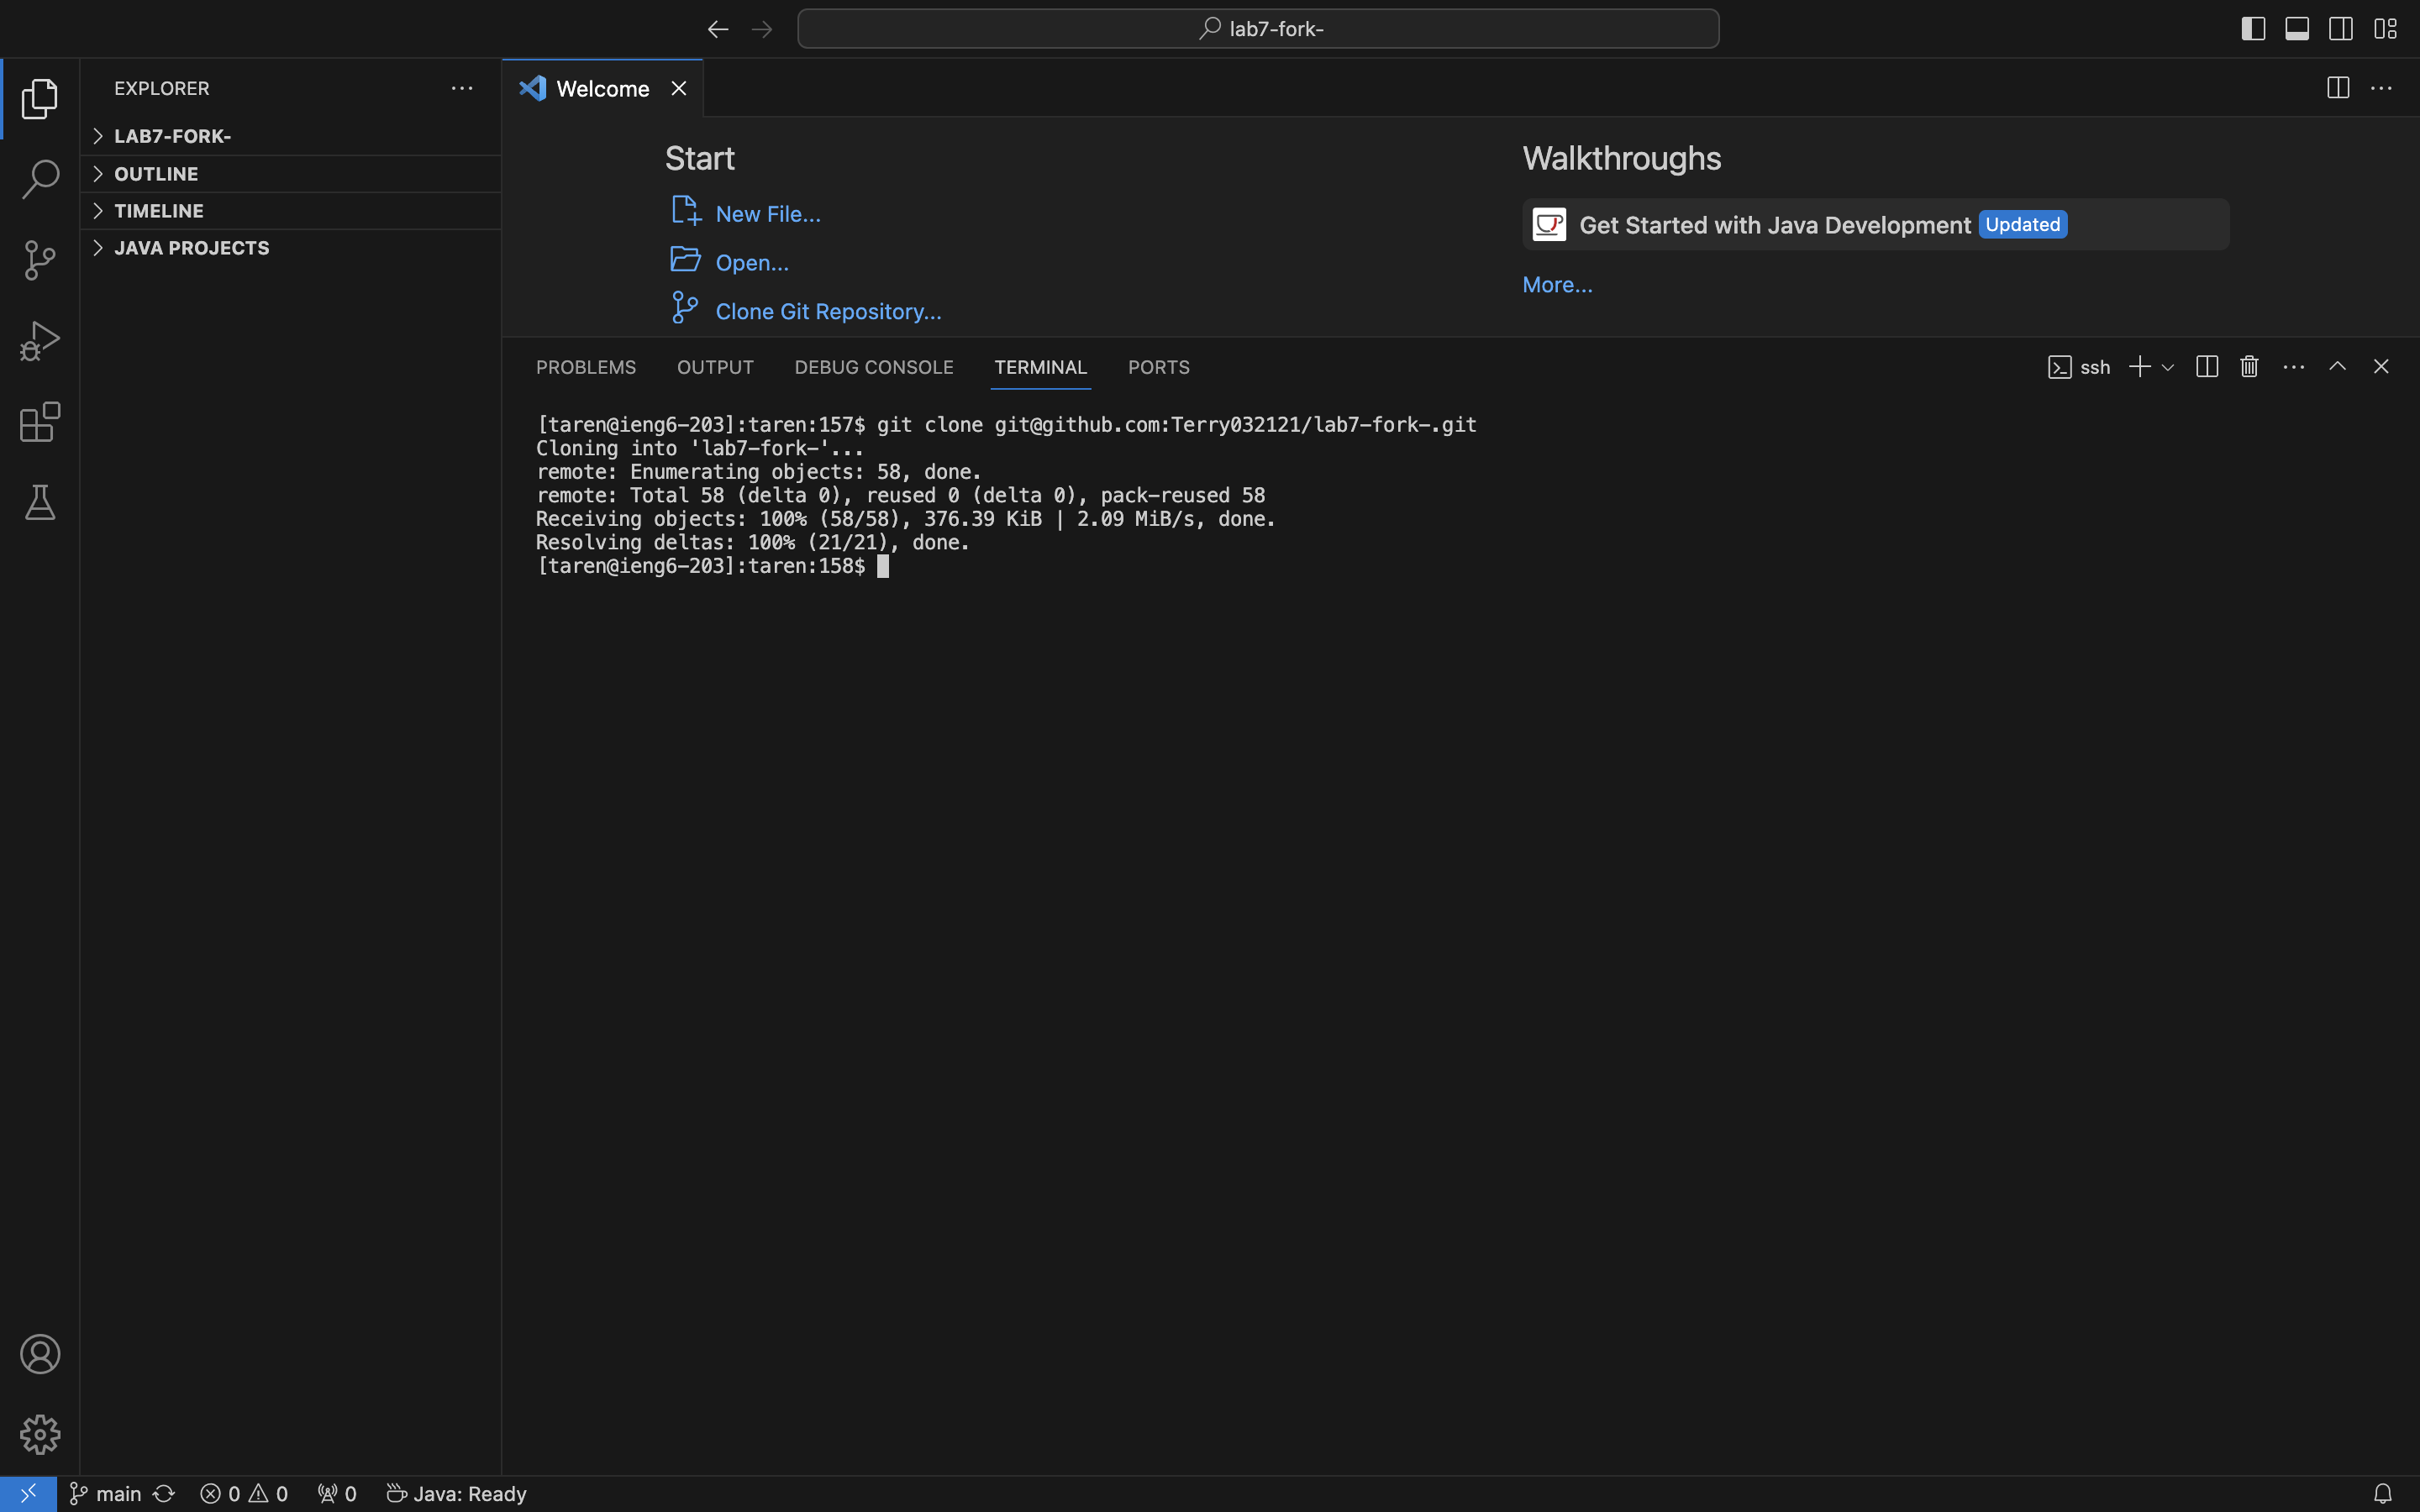 lab7-fork-
EXPLORER
LAB7-FORK-
OUTLINE
TIMELINE
JAVA PROJECTS
Welcome
Start
New File...
Open...
Clone Git Repository...
Walkthroughs
Get Started with Java Development Updated
More...
PROBLEMS OUTPUT DEBUG CONSOLE TERMINAL PORTS
ssh
[taren@ieng6-203]:taren:157$ git clone git@github.com:Terry032121/lab7-fork-.git
Cloning into 'lab7-fork-'...
remote: Enumerating objects: 58, done.
remote: Total 58 (delta 0), reused 0 (delta 0), pack-reused 58
Receiving objects: 100% (58/58), 376.39 KiB | 2.09 MiB/s, done.
Resolving deltas: 100% (21/21), done.
[taren@ieng6-203]:taren:158$
main 0 0 0 Java: Ready